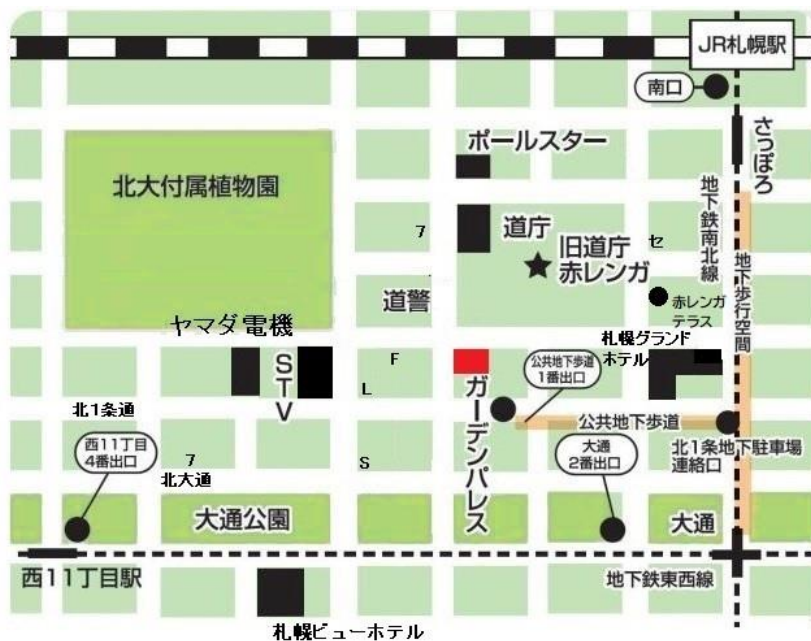 JR札幌駅
南口
さっぽろ
ポールスター
北大付属植物園
地下鉄南北線
7
道庁
セ
旧道庁
赤レンガ
地下歩行空間
道警
赤レンガ
テラス
ヤマダ電機
札幌グランド
ホテル
STV
F
L
公共地下歩道
1番出口
ガーデンパレス
北1条通
公共地下歩道
西11丁目
4番出口
7
北大通
S
大通
2番出口
北1条地下駐車場
連絡口
大通公園
大通
西11丁目駅
地下鉄東西線
札幌ビューホテル